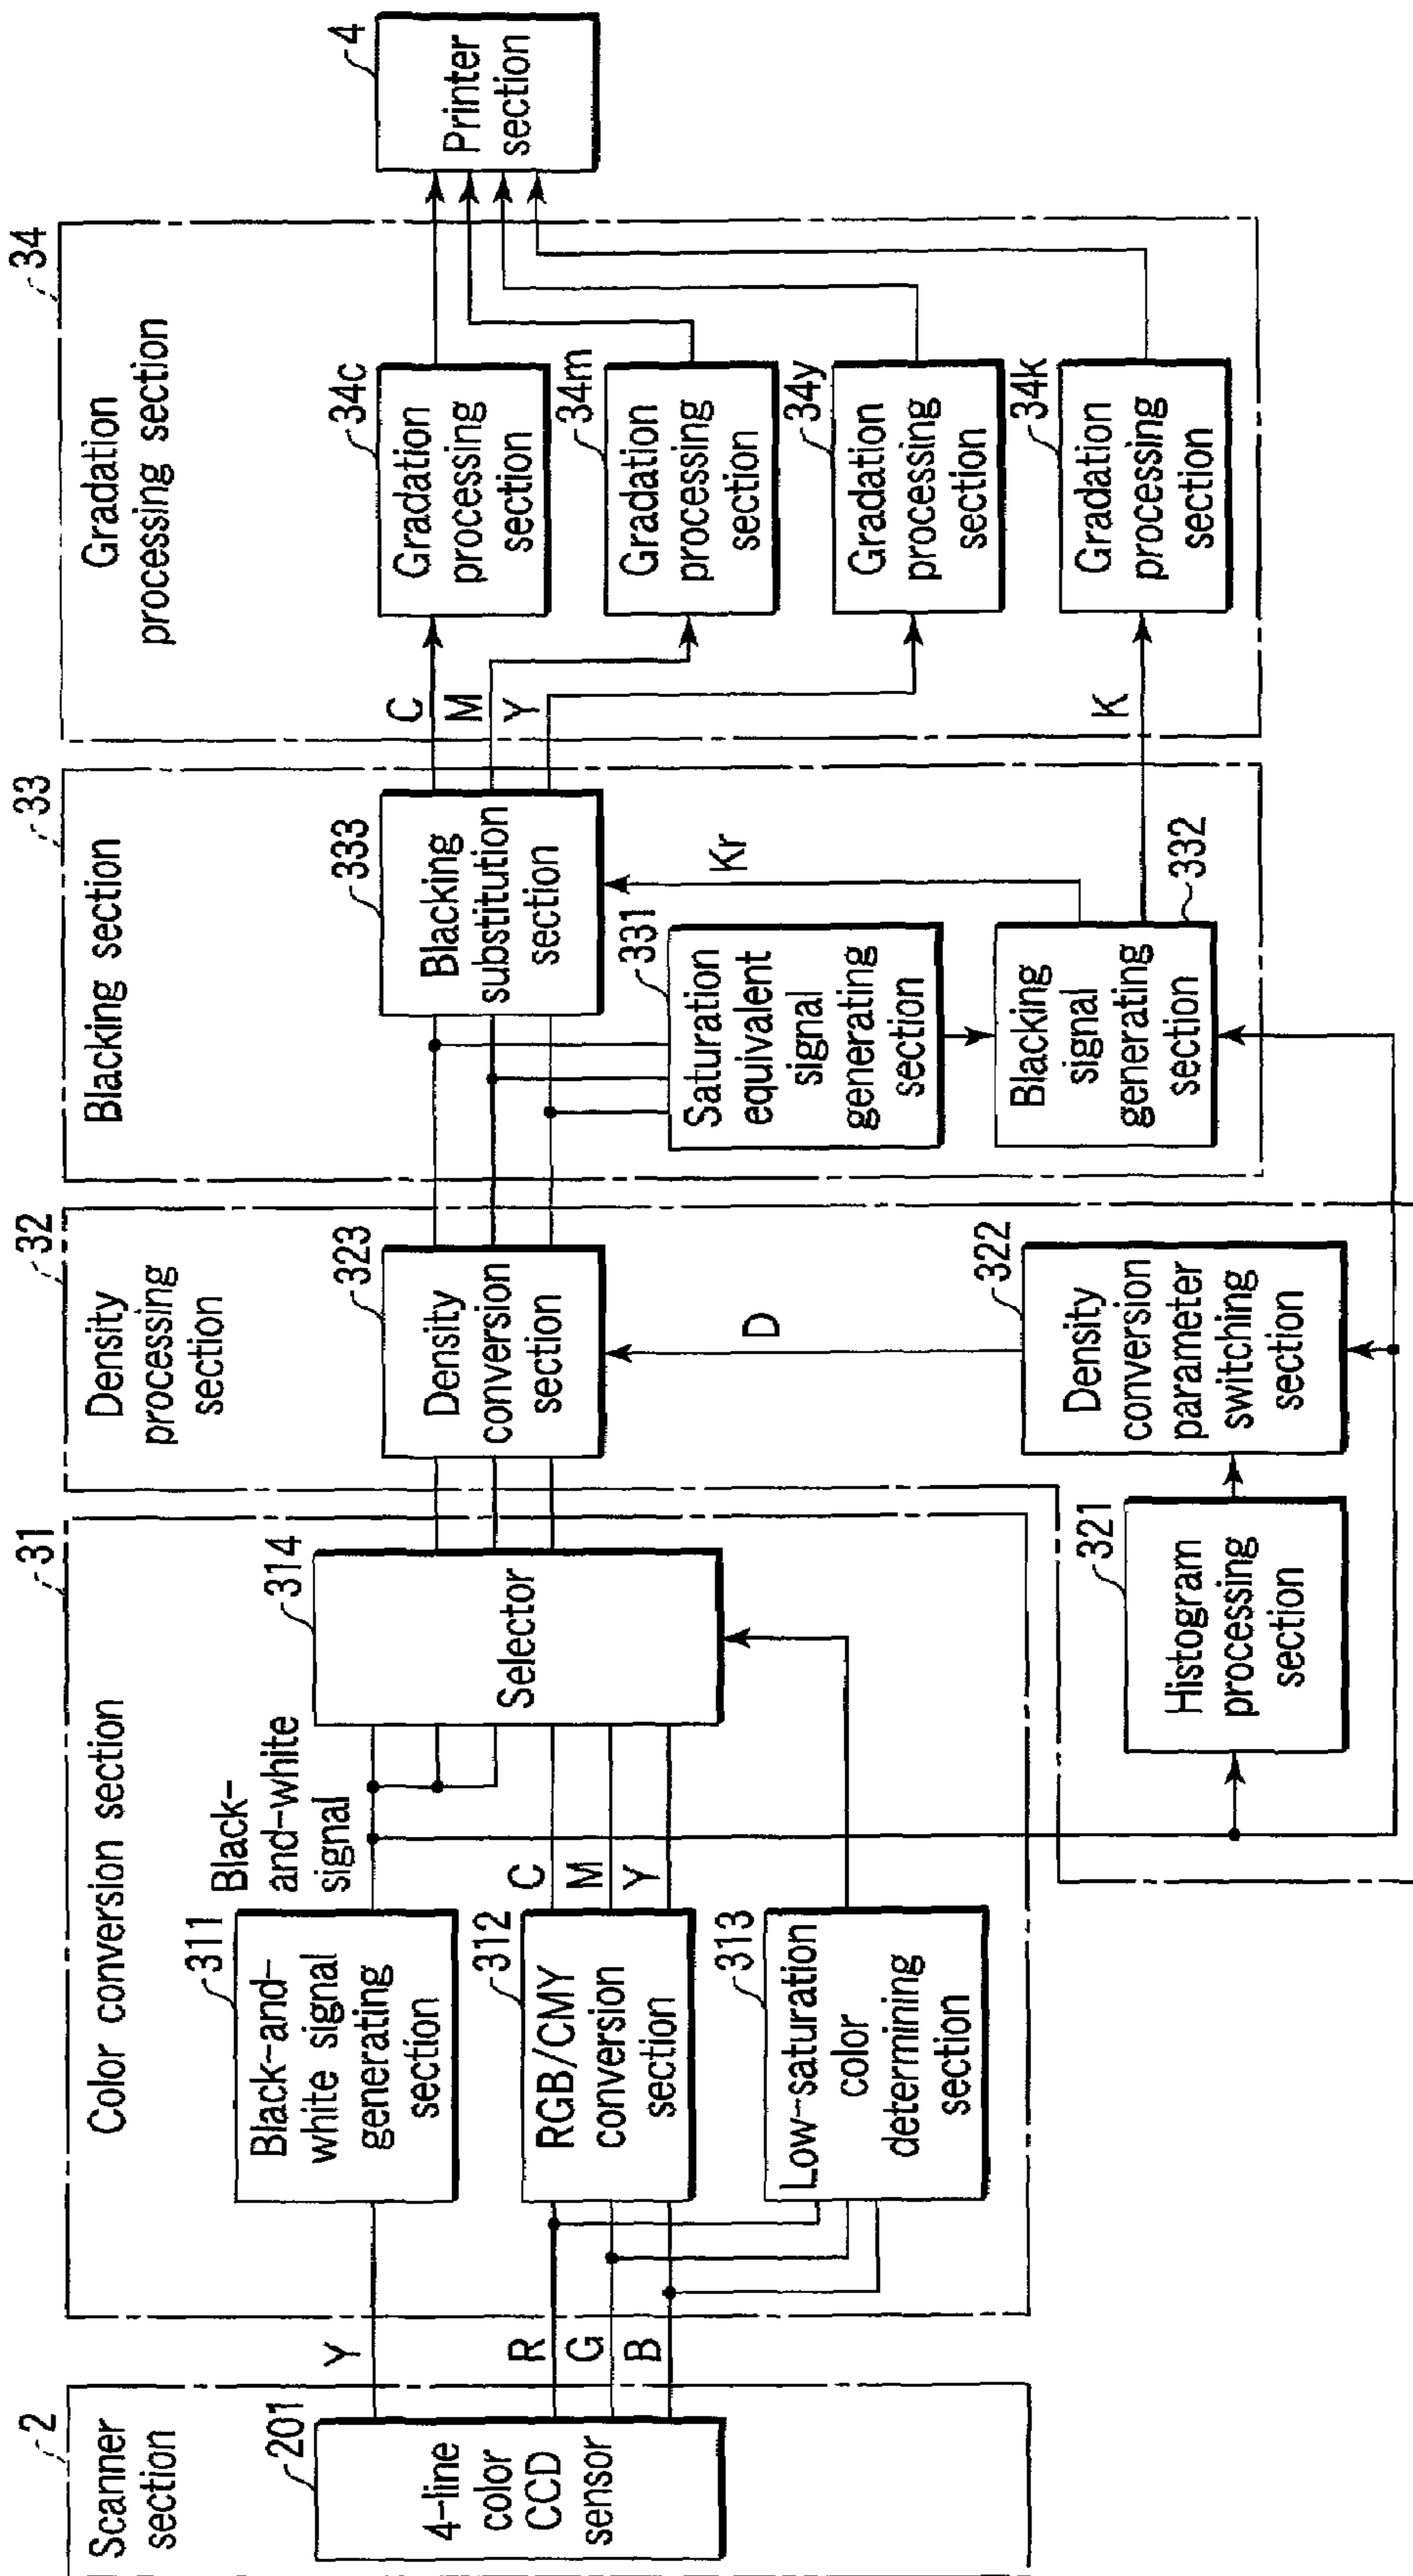 2
Scanner
section
201
4-line
color
CCD
sensor
Y
R
G
B
31
Color conversion section
311
Black-and-
white signal
generating
section
Black-
and-white
signal
312
RGB/CMY
conversion
section
C
M
Y
313
Low-saturation
color
determining
section
314
Selector
32
Density
processing
section
323
Density
conversion
section
D
321
Histogram
processing
section
322
Density
conversion
parameter
switching
section
33
Blacking section
333
Blacking
substitution
section
331
Saturation
equivalent
signal
generating
section
Kr
332
Blacking
signal
generating
section
34
Gradation
processing section
C
M
Y
K
34c
Gradation
processing
section
34m
Gradation
processing
section
34y
Gradation
processing
section
34k
Gradation
processing
section
4
Printer
section